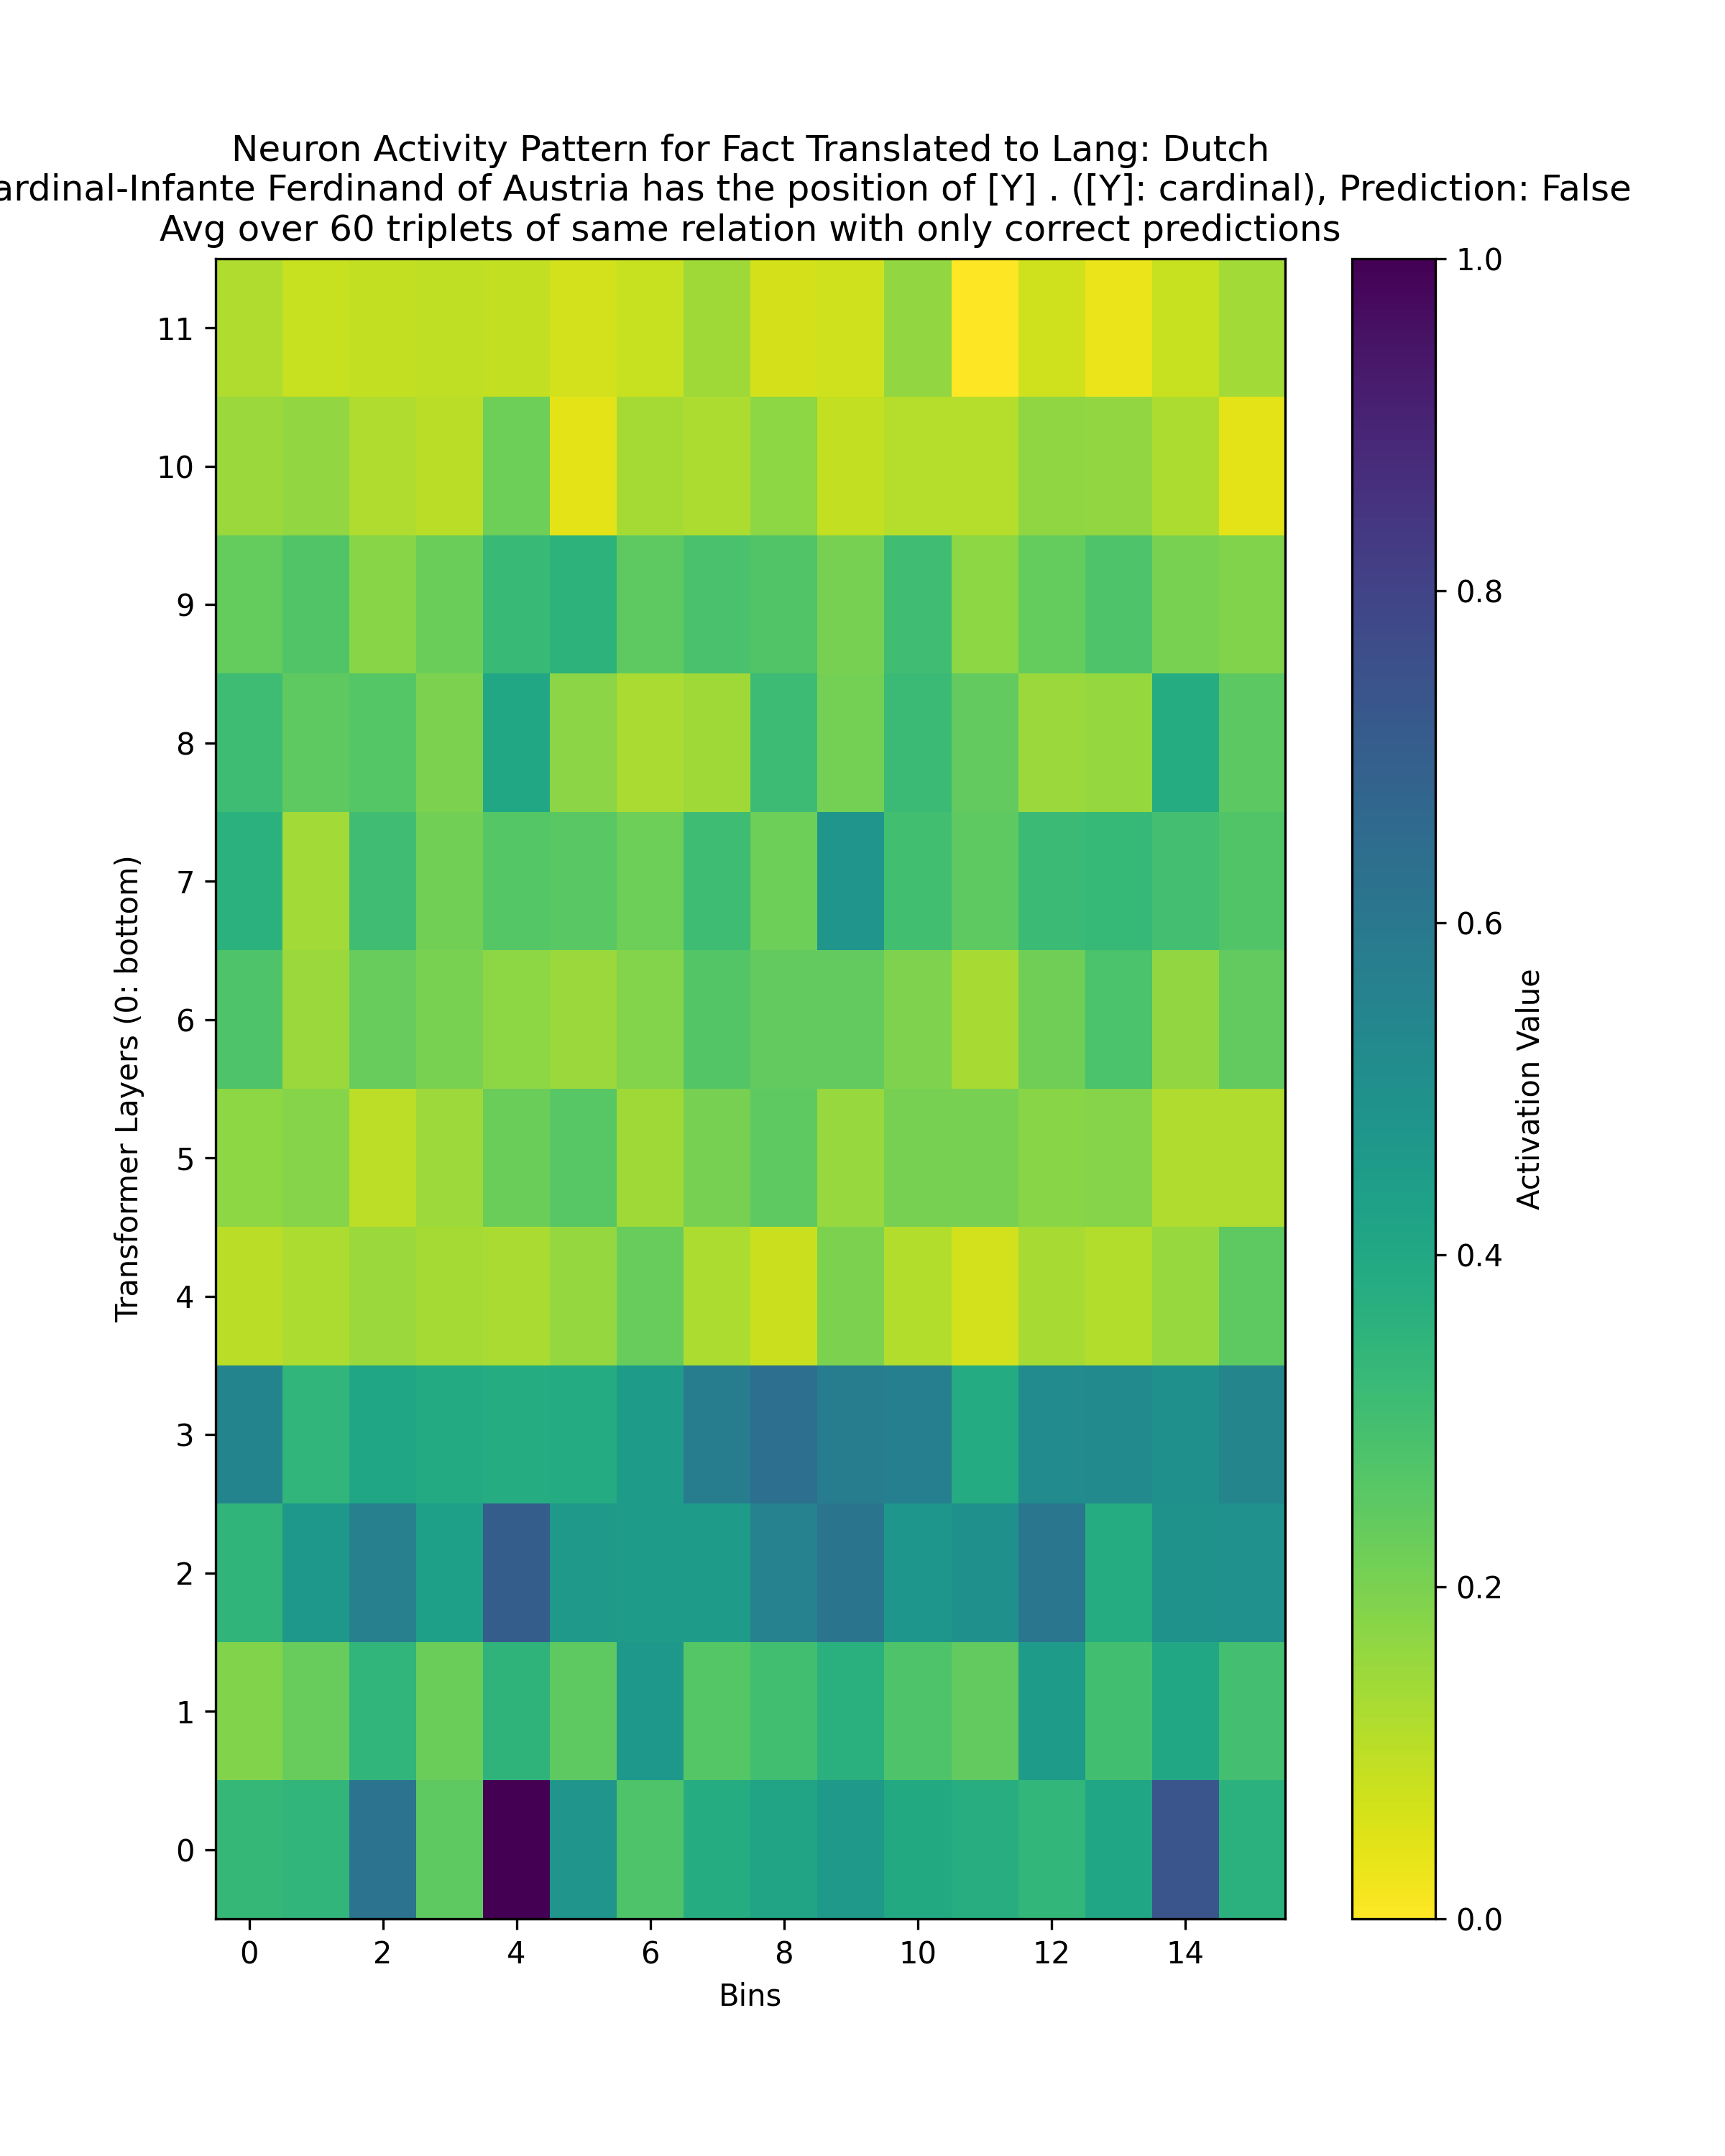 Neuron Activity Pattern for Fact Translated to Lang: Dutch
ardinal-Infante Ferdinand of Austria has the position of [Y] . ([Y]: cardinal), Prediction: False
Avg over 60 triplets of same relation with only correct predictions
11
10
9
8
7
6
5
4
3
2
1
0
Transformer Layers (0: bottom)
0 2 4 6 8 10 12 14
Bins
1.0
0.8
0.6
0.4
0.2
0.0
Activation Value